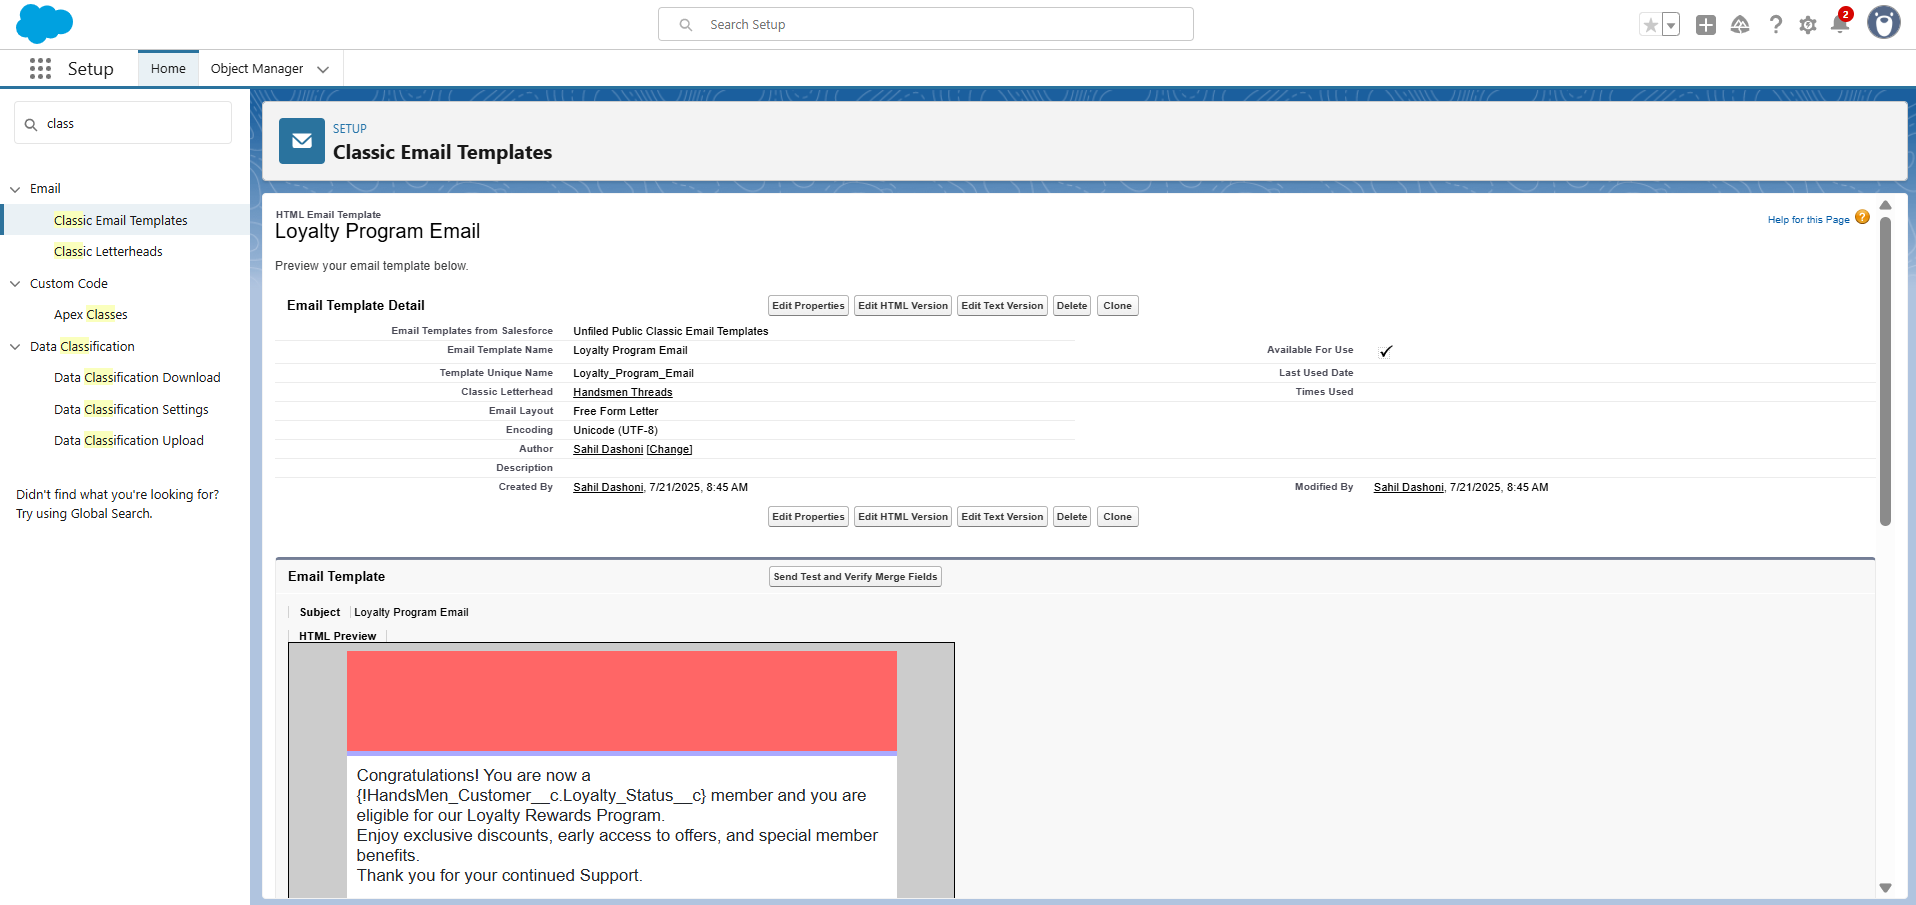 Search Setup
2
Setup
Home
Object Manager
class
Email
Classic Email Templates
Classic Letterheads
Custom Code
Apex Classes
Data Classification
Data Classification Download
Data Classification Settings
Data Classification Upload
Didn't find what you're looking for?
Try using Global Search.
SETUP
Classic Email Templates
HTML Email Template
Loyalty Program Email
Help for this Page ?
Preview your email template below.
Email Template Detail
Edit Properties Edit HTML Version Edit Text Version Delete Clone
Email Templates from Salesforce Unfiled Public Classic Email Templates
Email Template Name Loyalty Program Email Available For Use
Template Unique Name Loyalty_Program_Email Last Used Date
Classic Letterhead Handsmen Threads Times Used
Email Layout Free Form Letter
Encoding Unicode (UTF-8)
Author Sahil Dashoni [Change]
Description
Created By Sahil Dashoni, 7/21/2025, 8:45 AM Modified By Sahil Dashoni, 7/21/2025, 8:45 AM
Edit Properties Edit HTML Version Edit Text Version Delete Clone
Email Template Send Test and Verify Merge Fields
Subject Loyalty Program Email
HTML Preview
Congratulations! You are now a
{!HandsMen_Customer__c.Loyalty_Status__c} member and you are
eligible for our Loyalty Rewards Program.
Enjoy exclusive discounts, early access to offers, and special member
benefits.
Thank you for your continued Support.